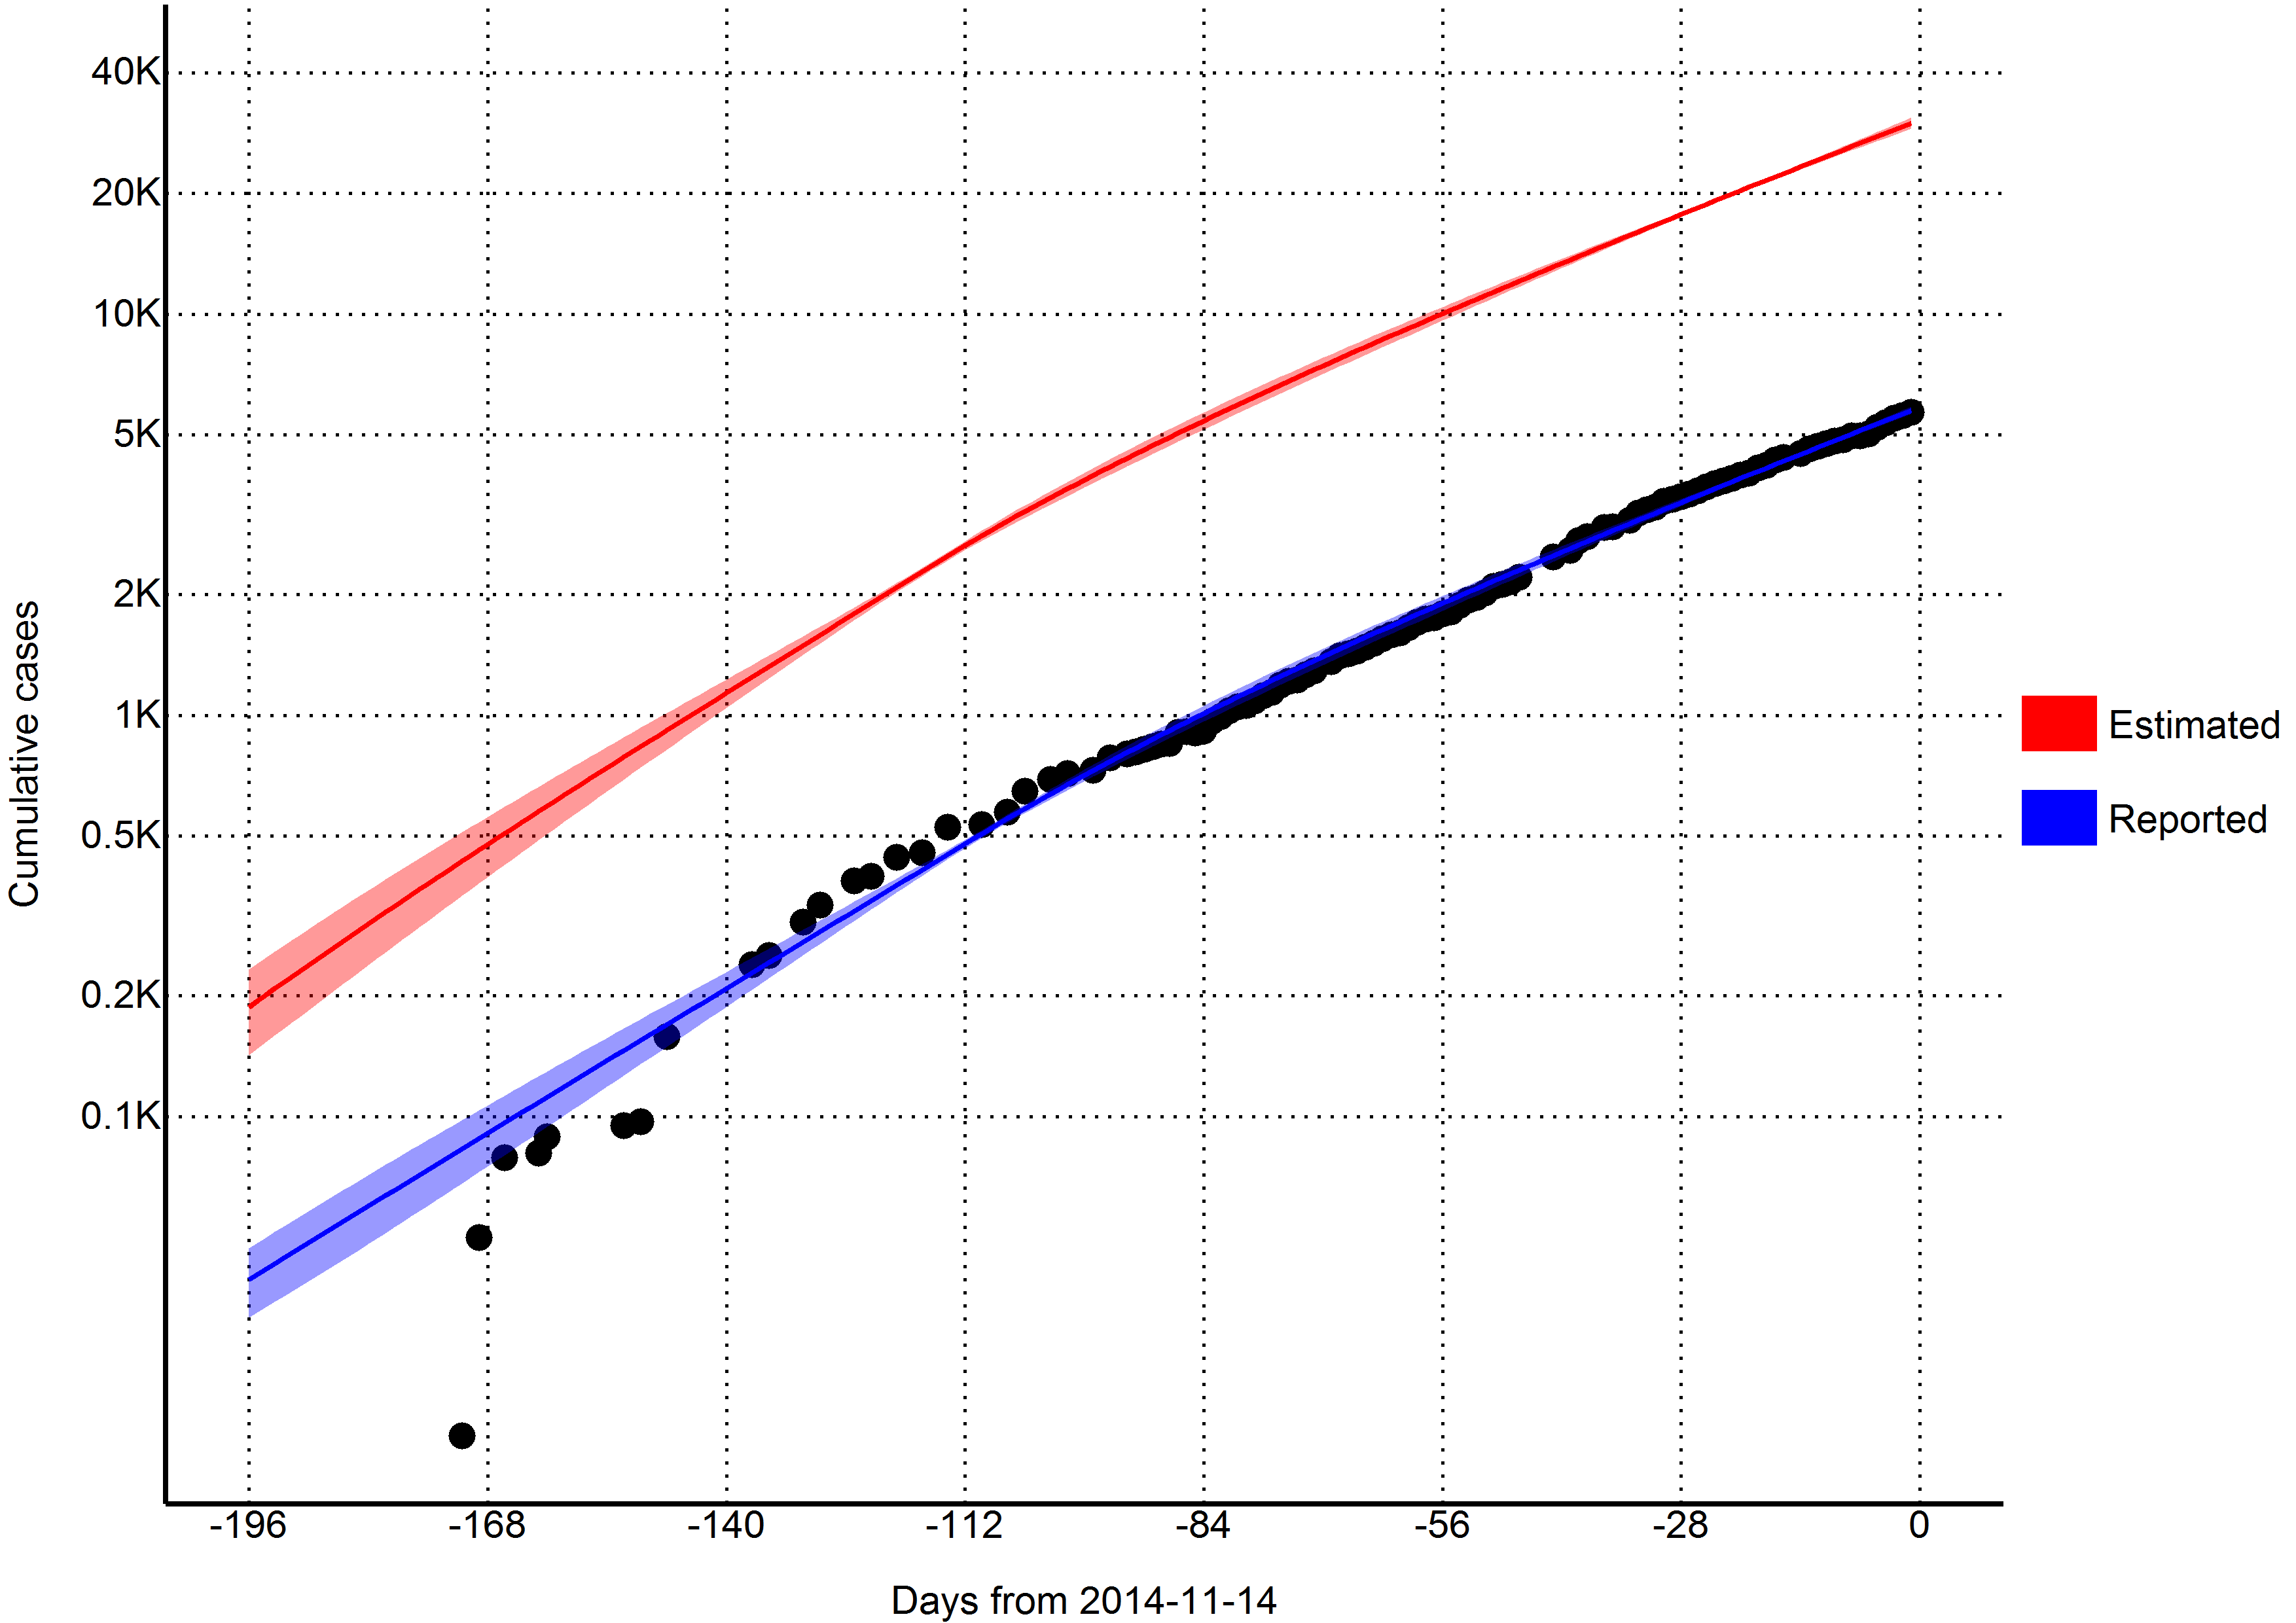 40K
20K
10K
5K
2K
1K
0.5K
0.2K
0.1K
Cumulative cases
-196 -168 -140 -112 -84 -56 -28 0
Days from 2014-11-14
Estimated
Reported